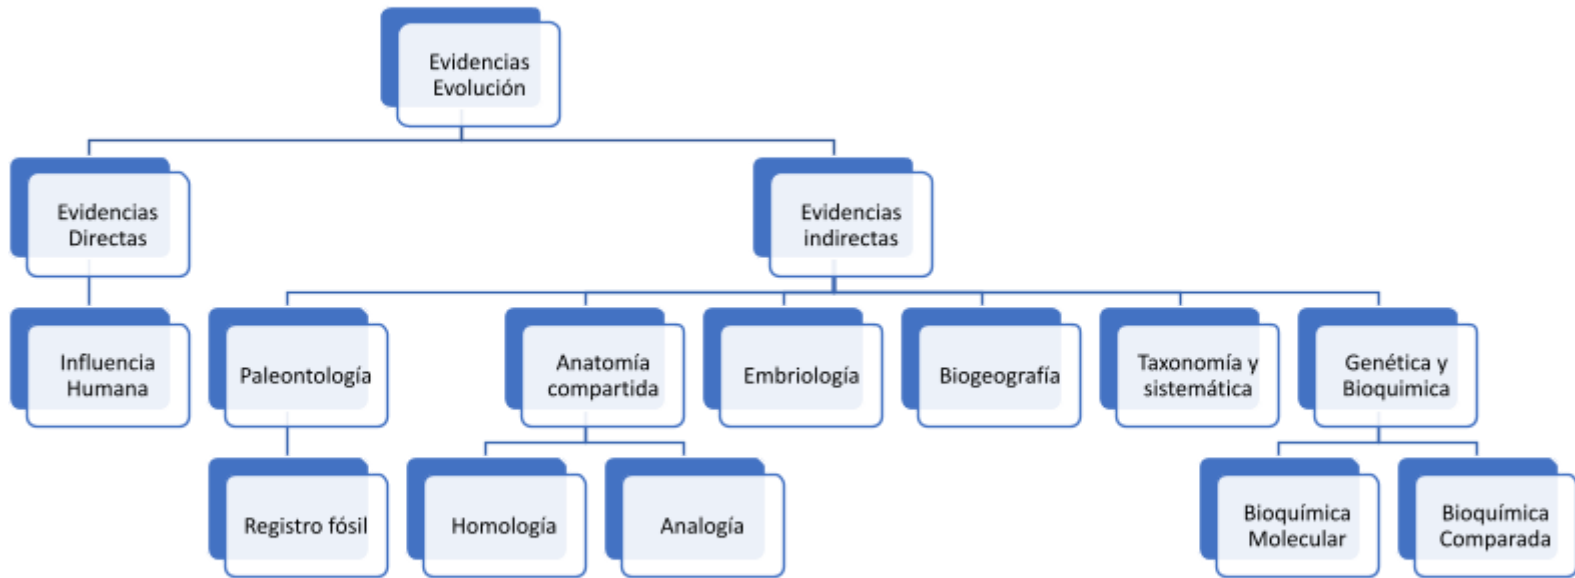 Evidencias
Evolución
Evidencias
Directas
Evidencias
indirectas
Influencia
Humana
Paleontología
Anatomía
compartida
Embriología
Biogeografía
Taxonomía y
sistemática
Genética y
Bioquimica
Registro fósil
Homología
Analogía
Bioquímica
Molecular
Bioquímica
Comparada